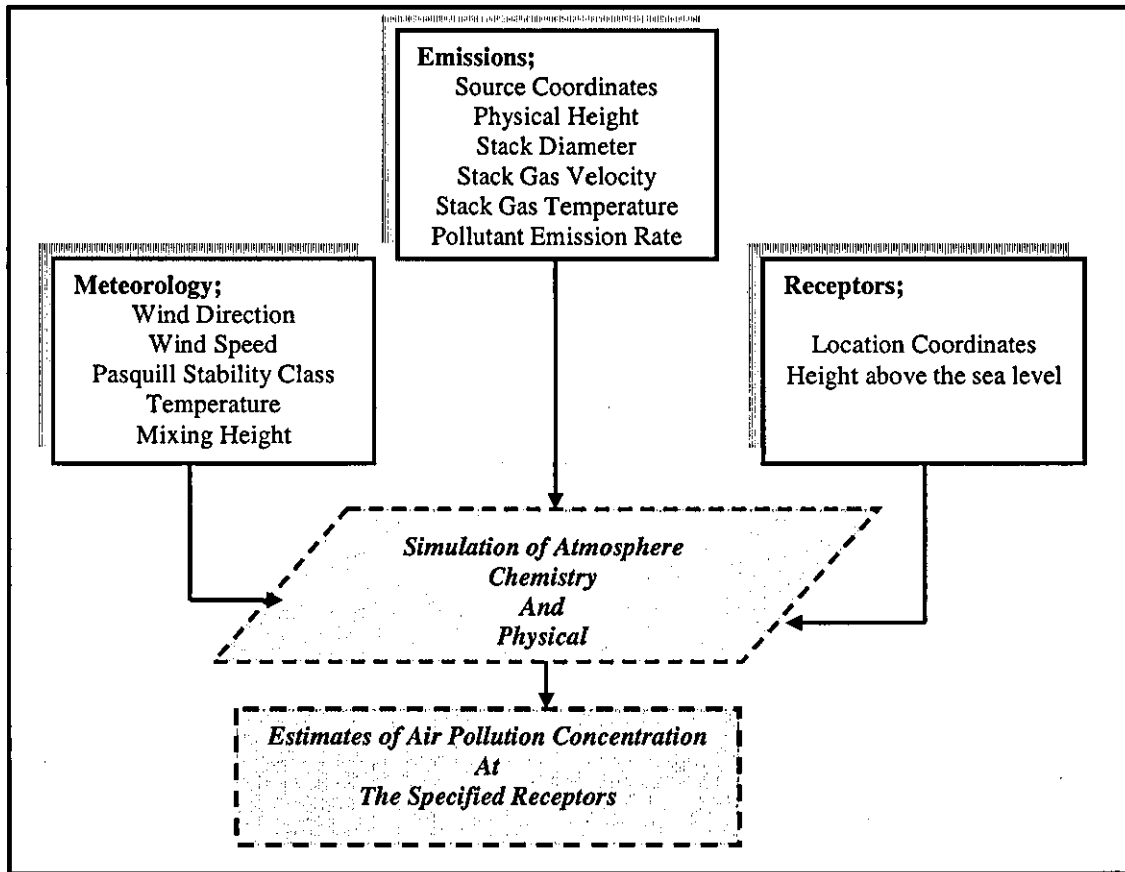 Emissions;
Source Coordinates
Physical Height
Stack Diameter
Stack Gas Velocity
Stack Gas Temperature
Pollutant Emission Rate
Meteorology;
Wind Direction
Wind Speed
Pasquill Stability Class
Temperature
Mixing Height
Receptors;
Location Coordinates
Height above the sea level
Simulation of Atmosphere
Chemistry
And
Physical
Estimates of Air Pollution Concentration
At
The Specified Receptors